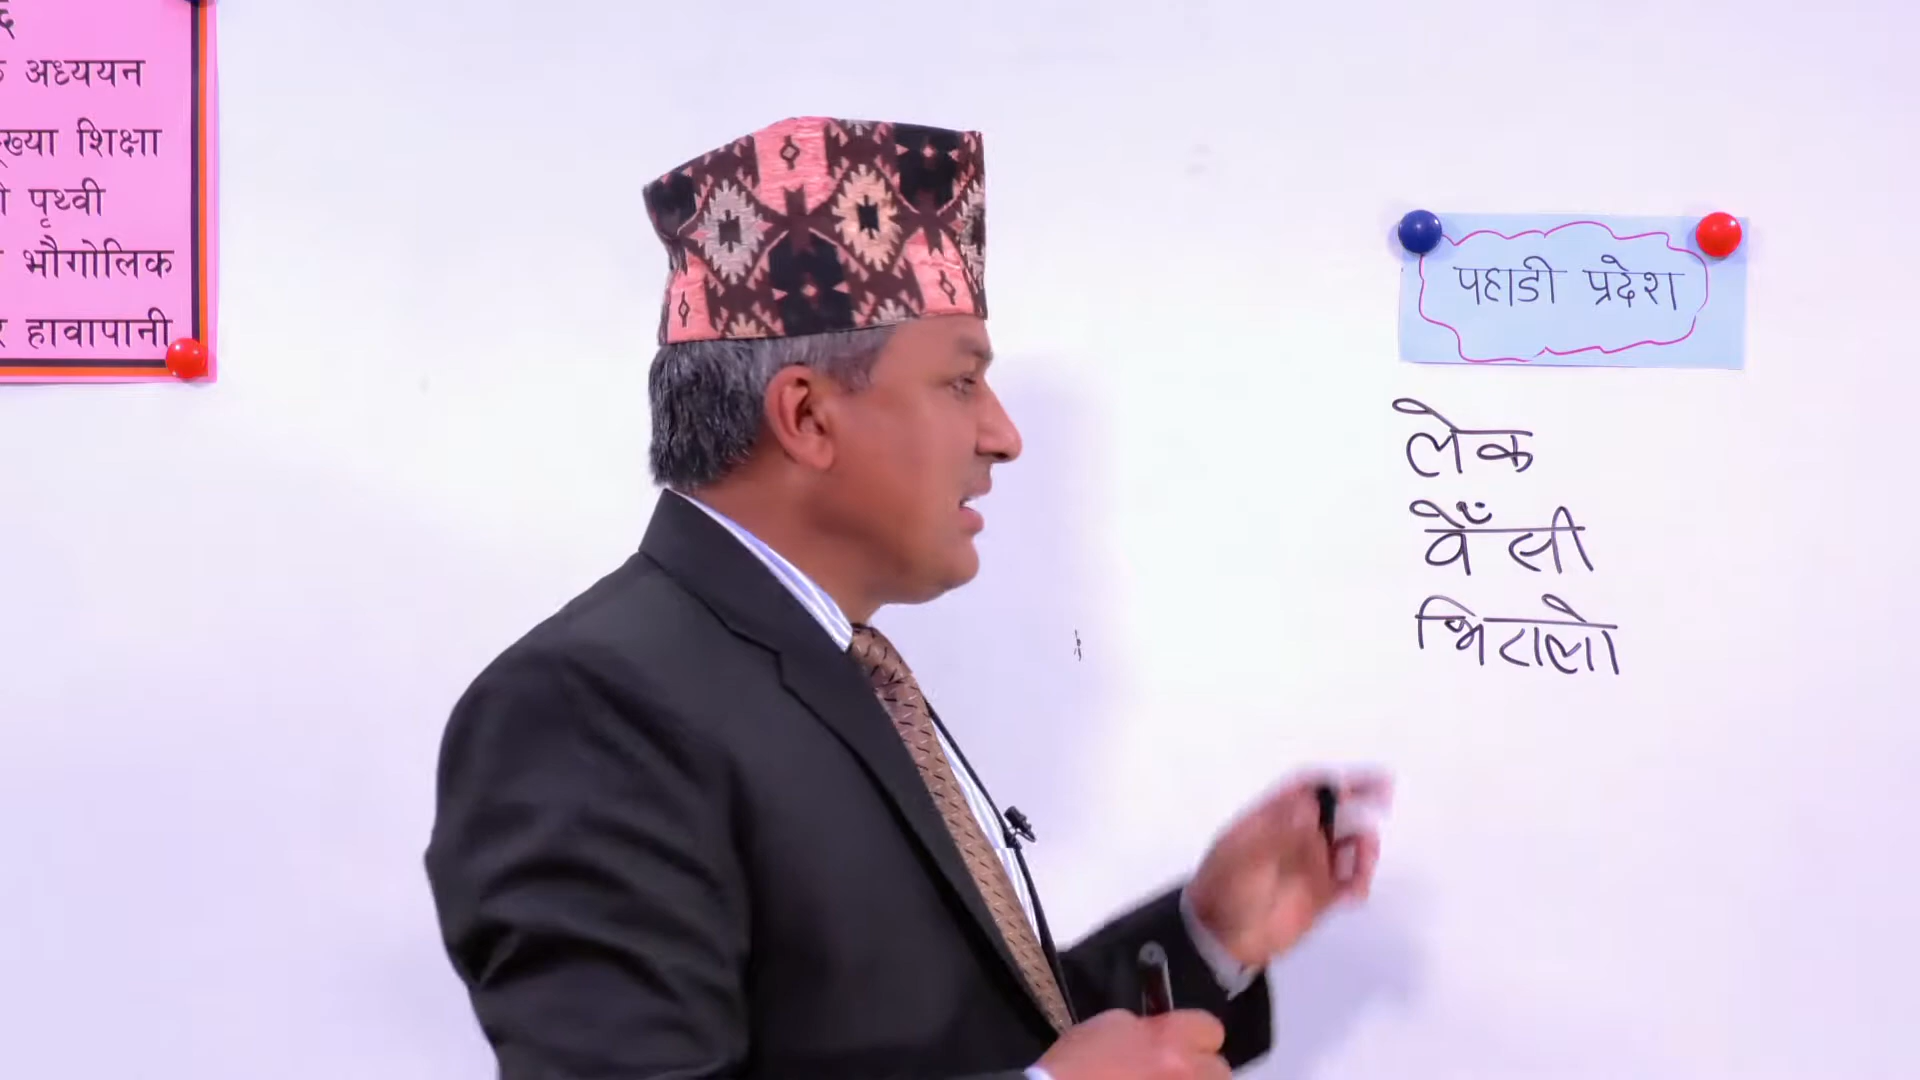 अध्ययन
ख्या शिक्षा
पृथ्वी
भौगोलिक
हावापानी
पहाडी प्रदेश
लेक
वेँसी
भिटालो